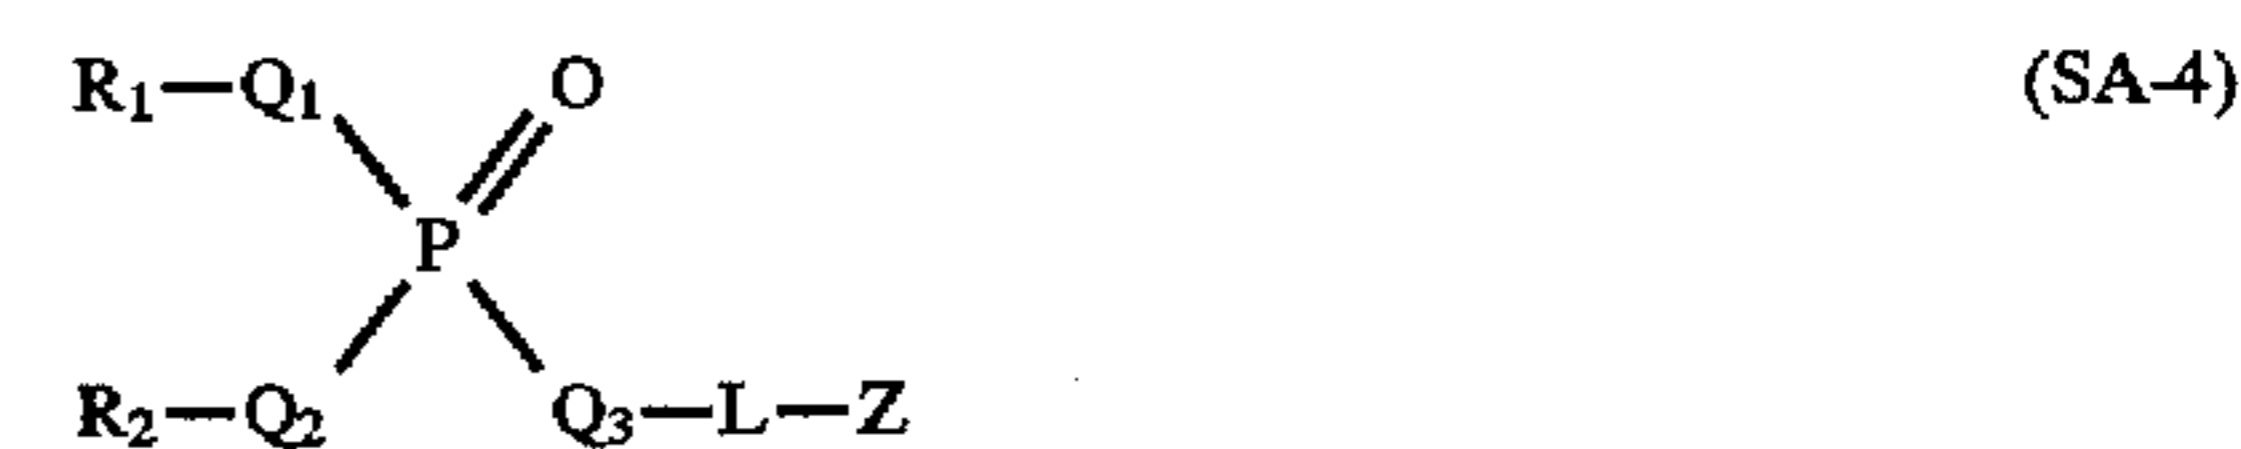 R₁—Q₁ O (SA-4)
P
R₂—Q₂ Q₃—L—Z